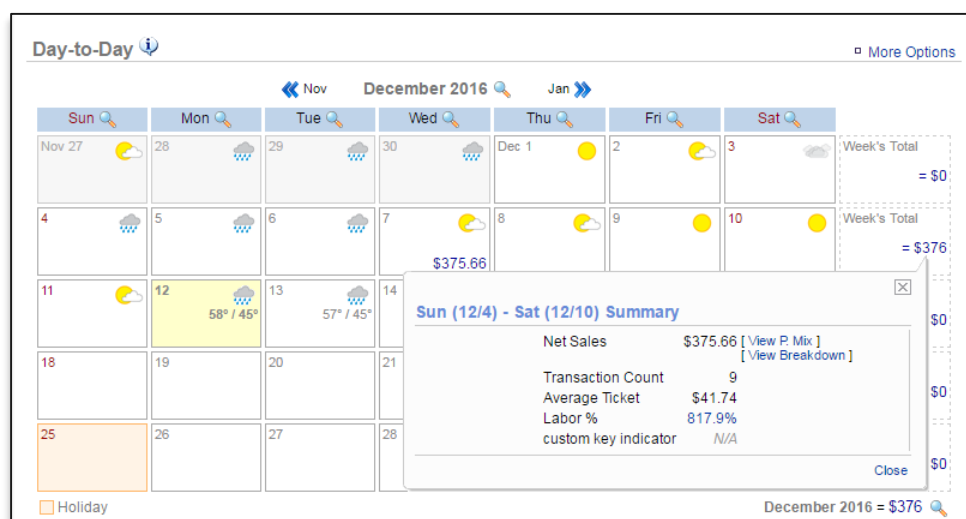 Day-to-Day
More Options
Nov December 2016 Jan
Sun Mon Tue Wed Thu Fri Sat
Nov 27 28 29 30 Dec 1 2 3 Week's Total
= $0
4 5 6 7 8 9 10 Week's Total
$375.66 = $376
11 12 13 14
58° / 45° 57° / 45° $0
18 19 20 21
$0
25 26 27 28
$0
Sun (12/4) - Sat (12/10) Summary
Net Sales $375.66 [ View P. Mix ]
[ View Breakdown ]
Transaction Count 9
Average Ticket $41.74
Labor % 817.9%
custom key indicator N/A
Close
Holiday December 2016 = $376